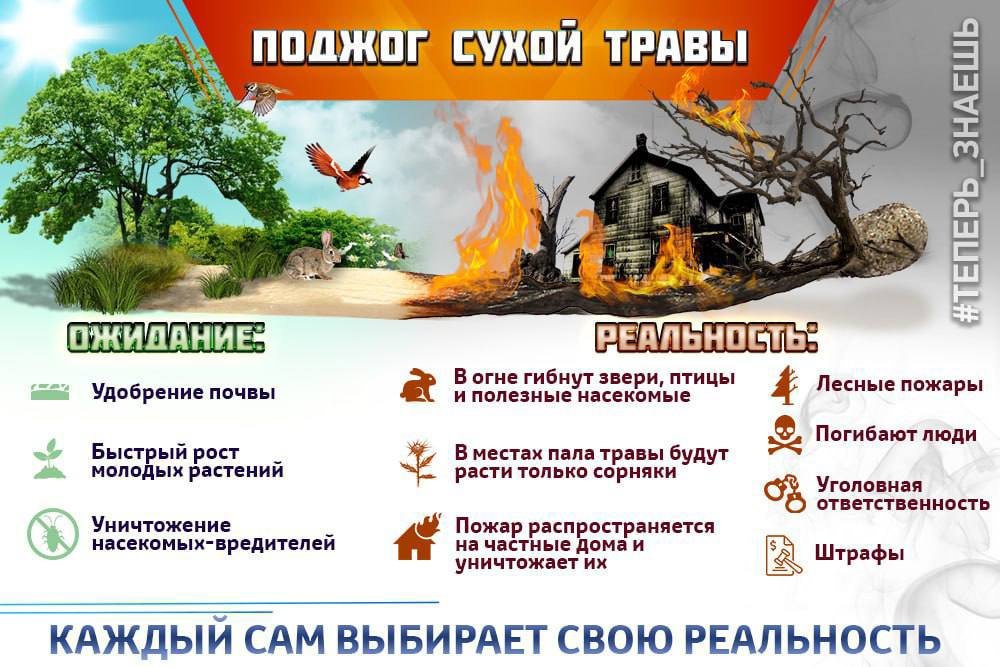 ПОДЖОГ СУХОЙ ТРАВЫ
#ТЕПЕРЬ_ЗНАЕШЬ
ОЖИДАНИЕ:
Удобрение почвы
Быстрый рост
молодых растений
Уничтожение
насекомых-вредителей
РЕАЛЬНОСТЬ:
В огне гибнут звери, птицы
и полезные насекомые
В местах пала травы будут
расти только сорняки
Пожар распространяется
на частные дома и
уничтожает их
Лесные пожары
Погибают люди
Уголовная
ответственность
Штрафы
КАЖДЫЙ САМ ВЫБИРАЕТ СВОЮ РЕАЛЬНОСТЬ